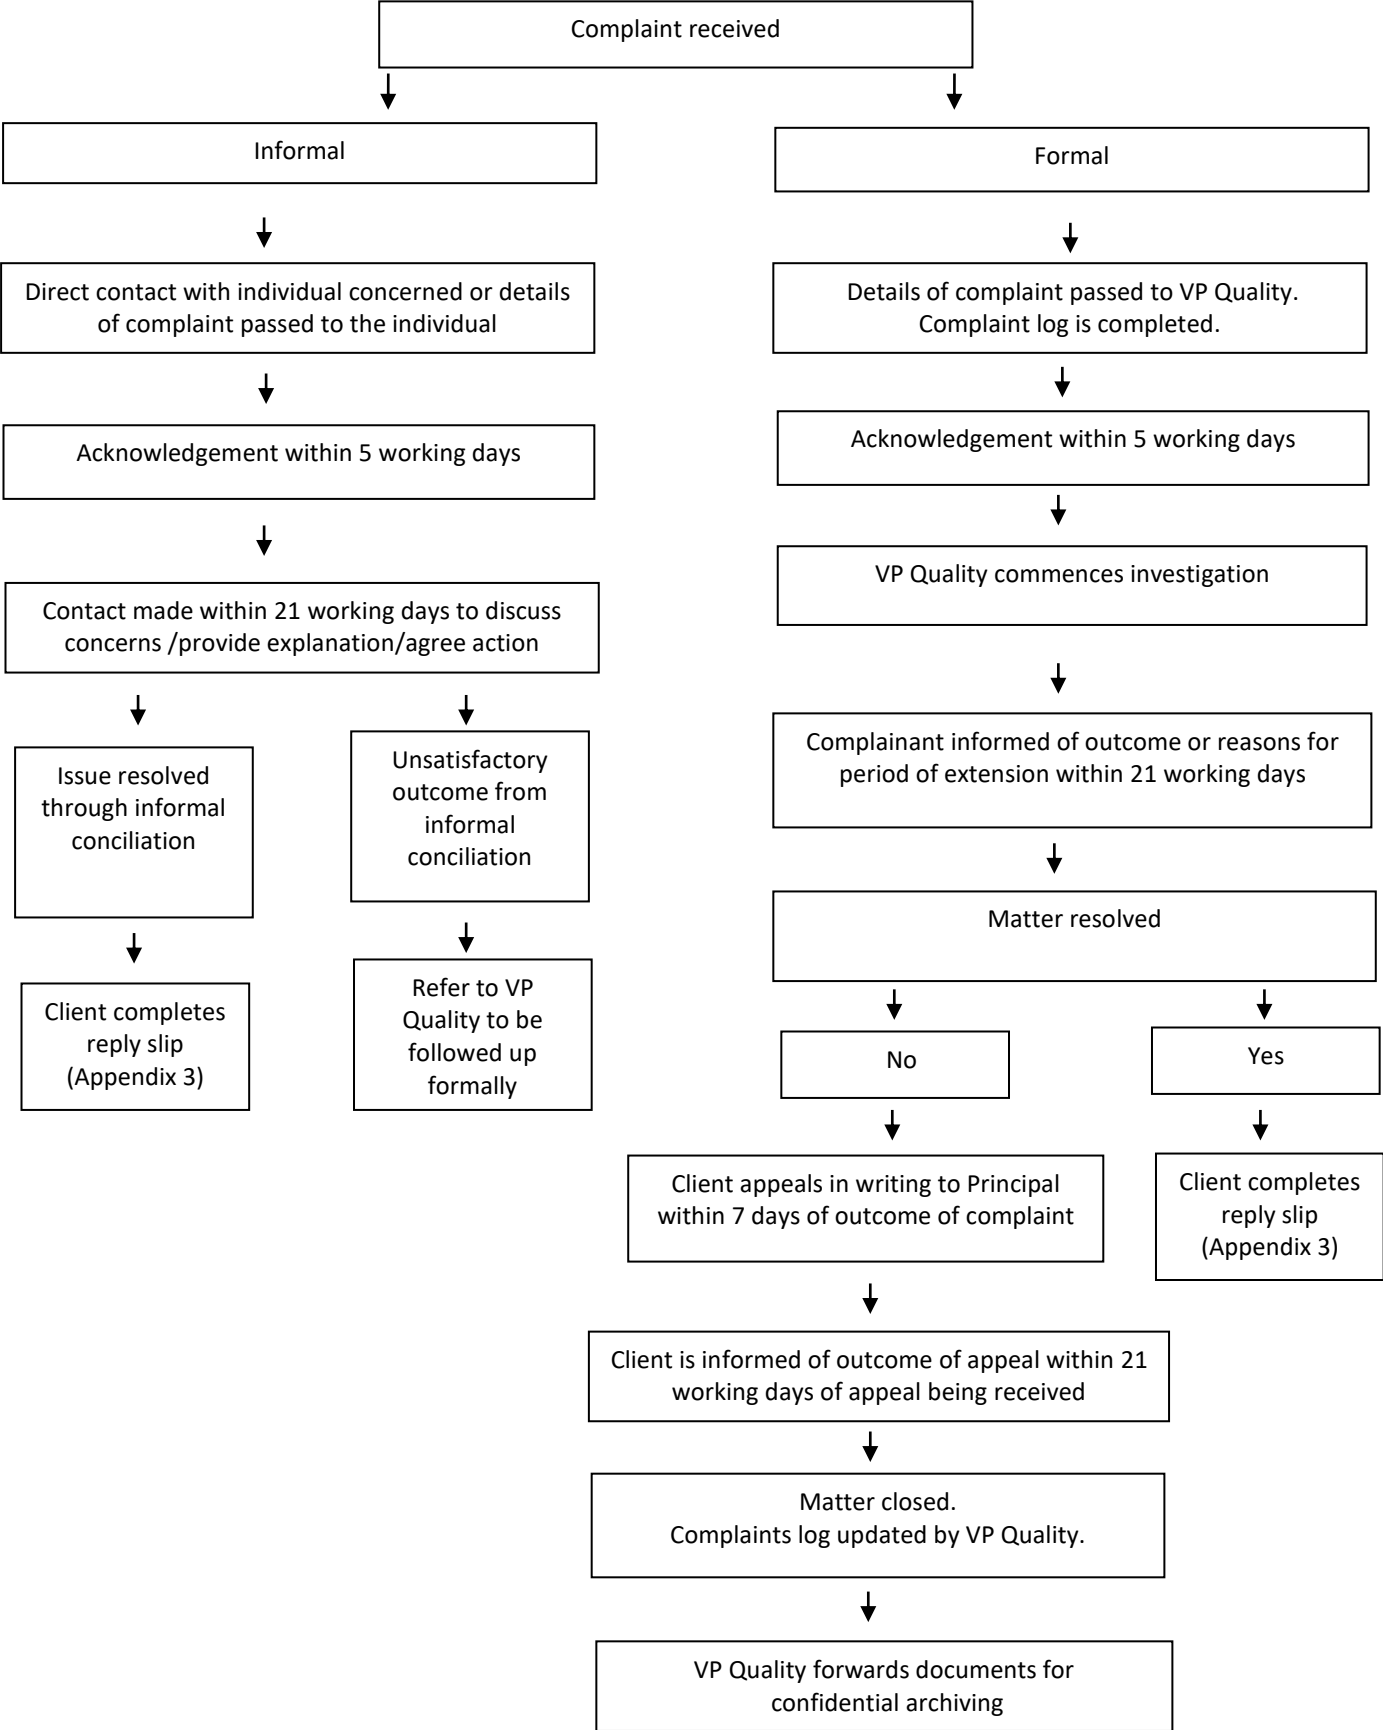 Complaint received
Informal
Formal
Direct contact with individual concerned or details
of complaint passed to the individual
Details of complaint passed to VP Quality.
Complaint log is completed.
Acknowledgement within 5 working days
Acknowledgement within 5 working days
VP Quality commences investigation
Contact made within 21 working days to discuss
concerns /provide explanation/agree action
Complainant informed of outcome or reasons for
period of extension within 21 working days
Issue resolved
through informal
conciliation
Unsatisfactory
outcome from
informal
conciliation
Matter resolved
Client completes
reply slip
(Appendix 3)
Refer to VP
Quality to be
followed up
formally
No
Yes
Client appeals in writing to Principal
within 7 days of outcome of complaint
Client completes
reply slip
(Appendix 3)
Client is informed of outcome of appeal within 21
working days of appeal being received
Matter closed.
Complaints log updated by VP Quality.
VP Quality forwards documents for
confidential archiving